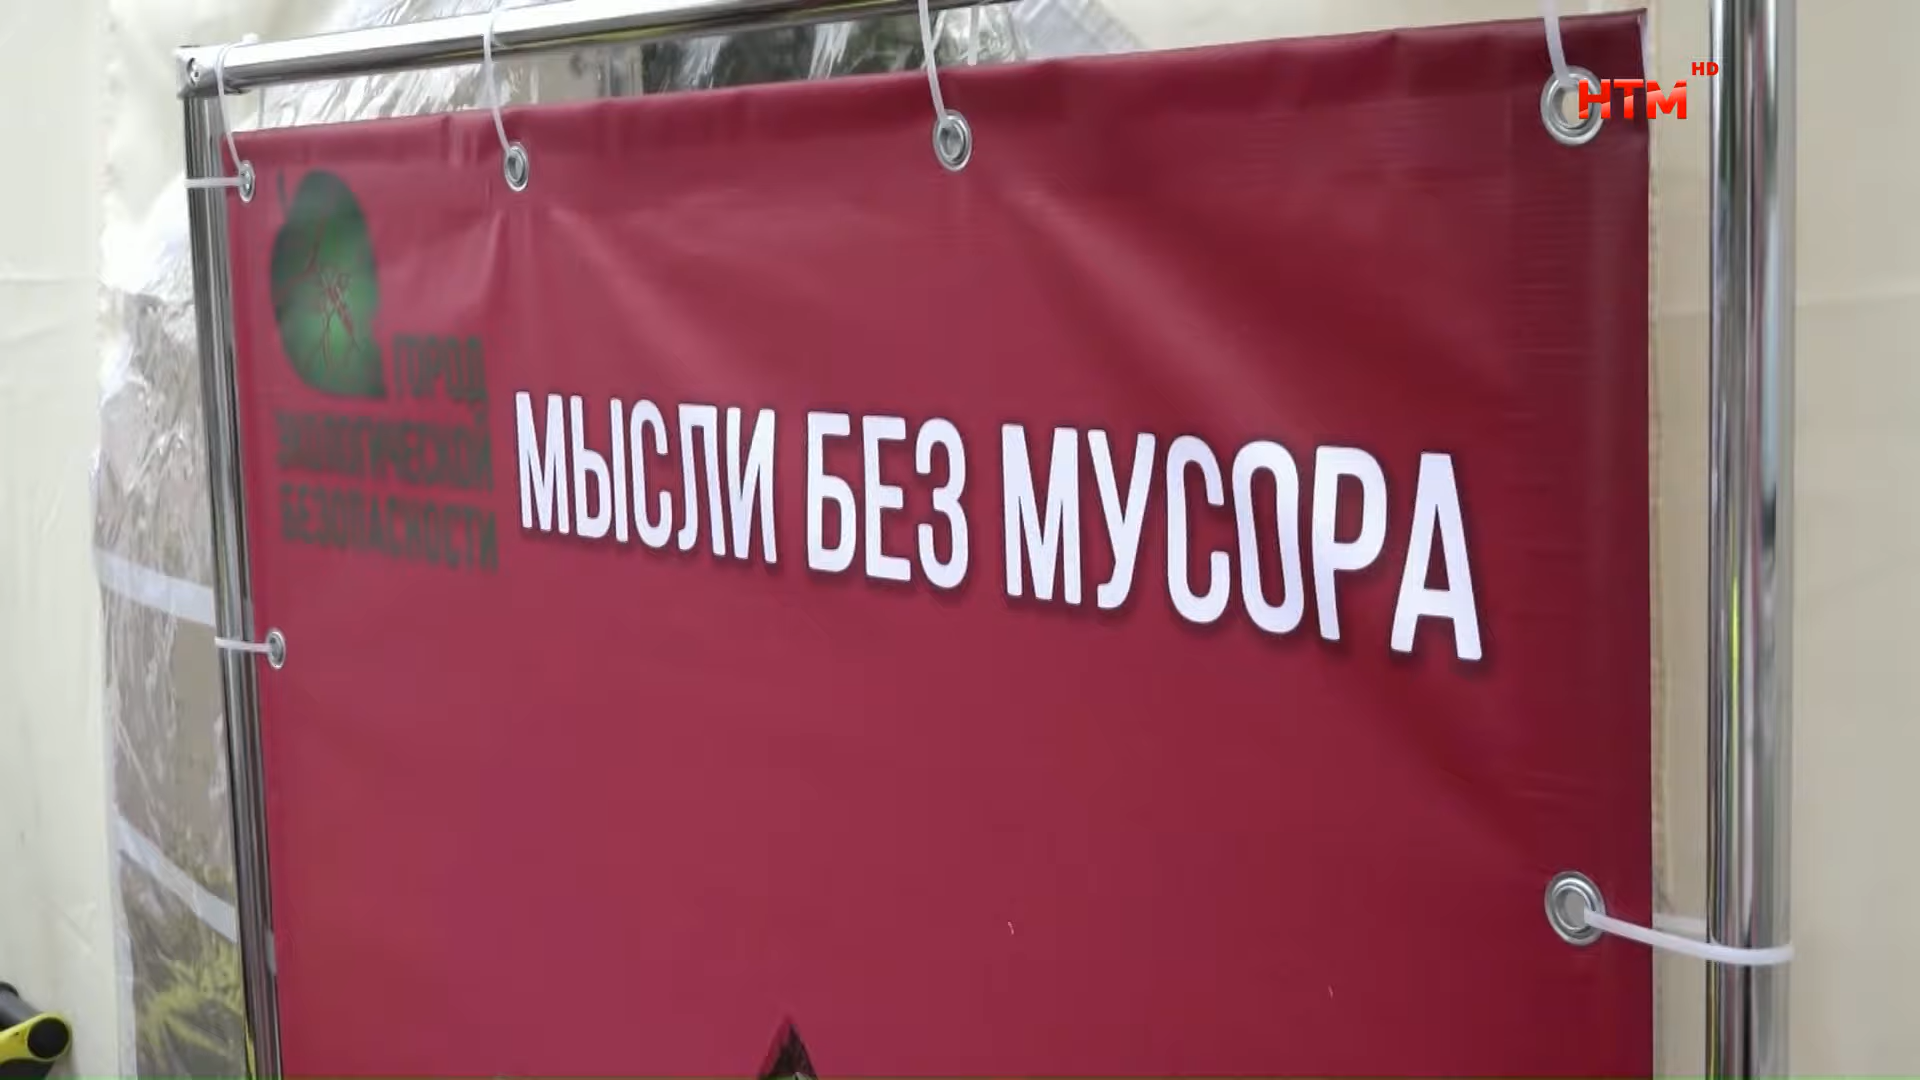 HD
НТМ
ГОРОД
ЭКОЛОГИЧЕСКОЙ
БЕЗОПАСНОСТИ
МЫСЛИ БЕЗ МУСОРА